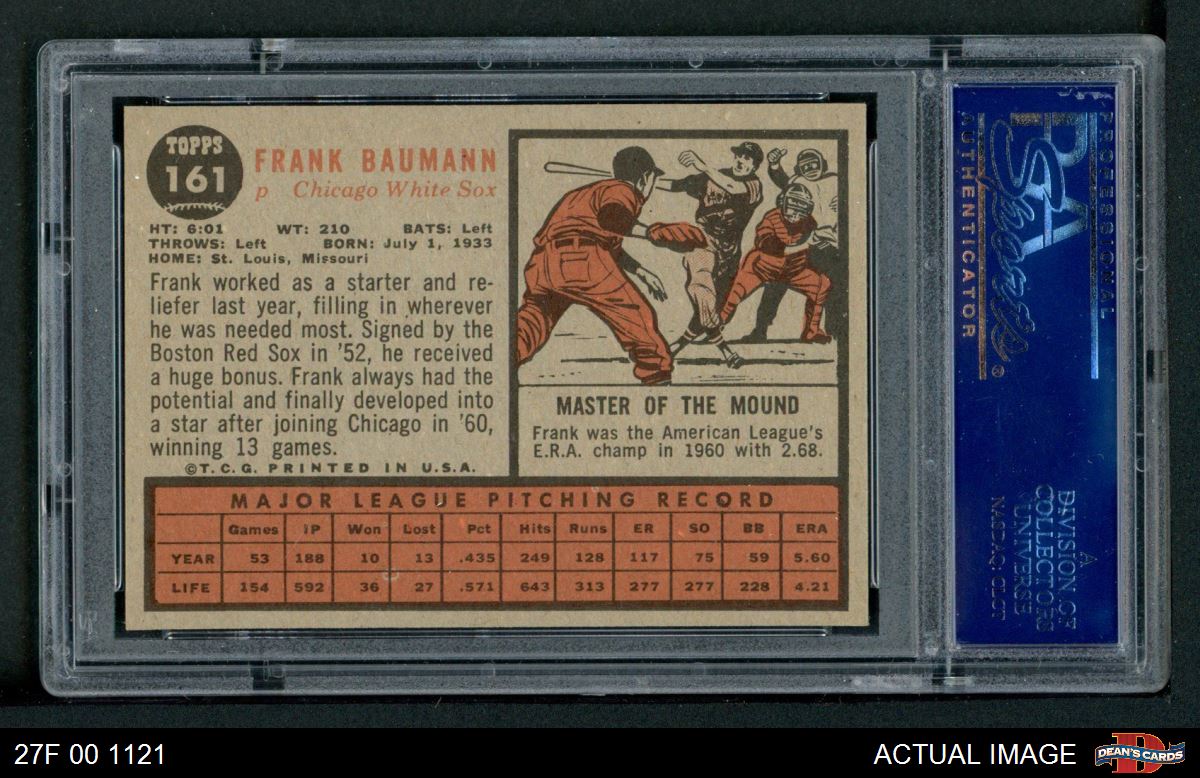 TOPPS
161
FRANK BAUMANN
p Chicago White Sox
HT: 6:01 WT: 210 BATS: Left
THROWS: Left BORN: July 1, 1933
HOME: St. Louis, Missouri
Frank worked as a starter and re-
liefer last year, filling in wherever
he was needed most. Signed by the
Boston Red Sox in '52, he received
a huge bonus. Frank always had the
potential and finally developed into
a star after joining Chicago in '60,
winning 13 games.
©T.C.G. PRINTED IN U.S.A.
MASTER OF THE MOUND
Frank was the American League's
E.R.A. champ in 1960 with 2.68.
MAJOR LEAGUE PITCHING RECORD
Games IP Won Lost Pct Hits Runs ER SO BB ERA
YEAR 53 188 10 13 .435 249 128 117 75 59 5.60
LIFE 154 592 36 27 .571 643 313 277 277 228 4.21
PROFESSIONAL
PSA
Sports
AUTHENTICATOR
®
A
DIVISION OF
COLLECTORS
UNIVERSE
NASDAQ: CLCT
27F 00 1121
ACTUAL IMAGE
DEAN'S CARDS